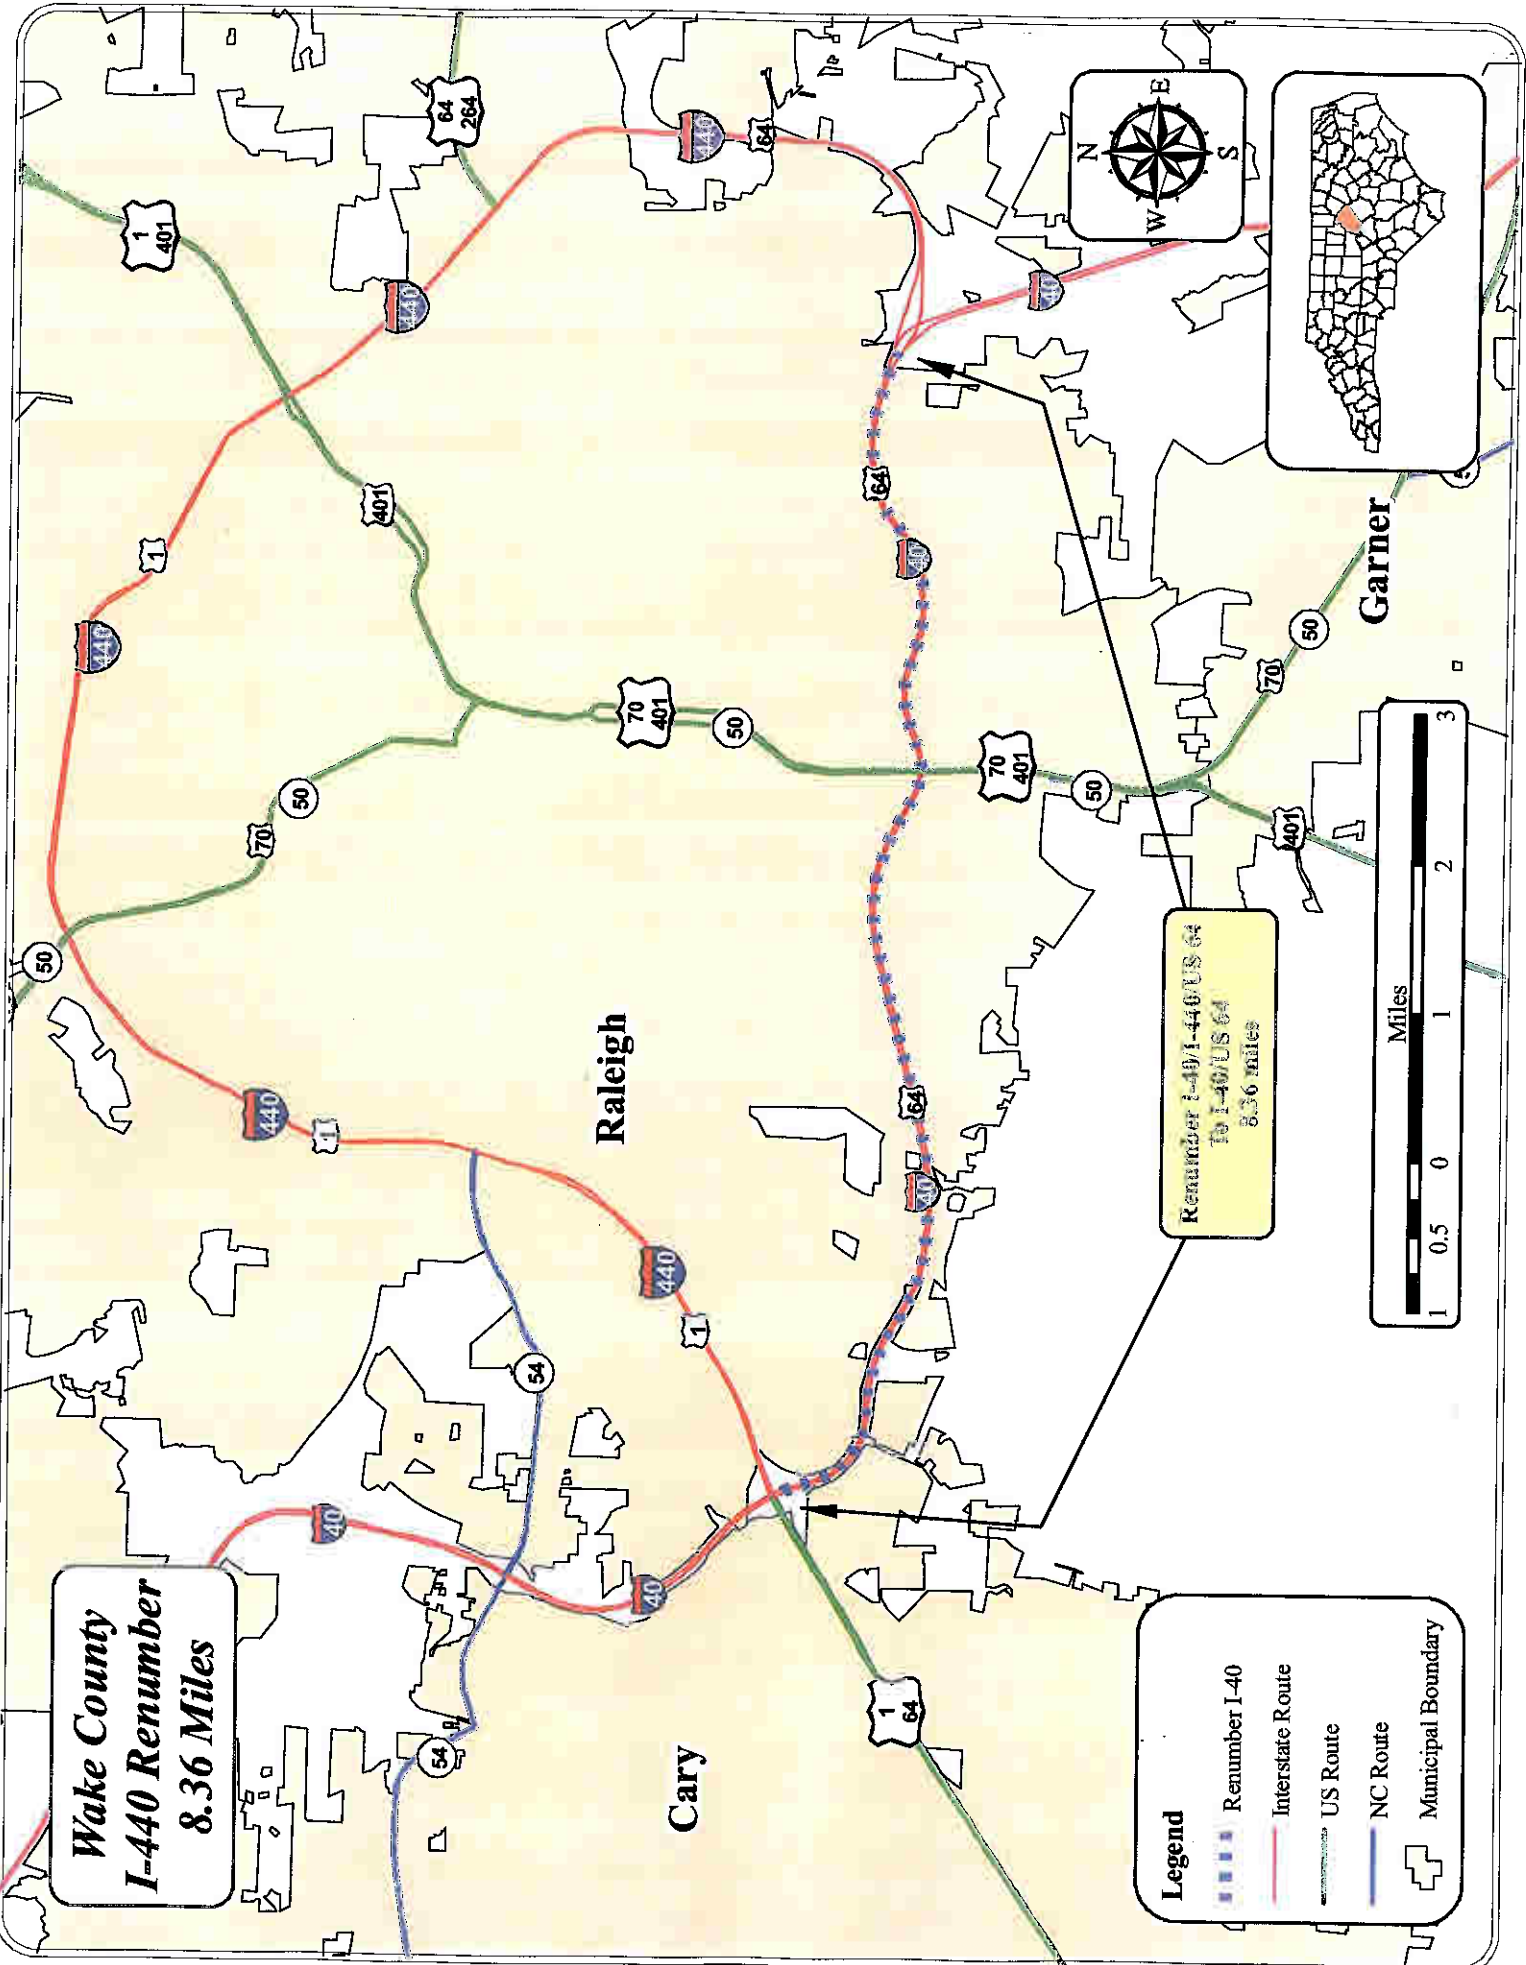 Wake County
I-440 Renumber
8.36 Miles
40
54
54
40
1
64
Cary
440
1
50
440
1
Raleigh
440
1
70
50
70
401
50
401
1
401
440
64
264
440
64
64
40
64
40
40
70
401
50
401
70
50
Garner
Renumber I-40/I-440/US 64
To I-40/US 64
8.36 miles
N
W
E
S
Legend
Renumber I-40
Interstate Route
US Route
NC Route
Municipal Boundary
Miles
1 0.5 0 1 2 3